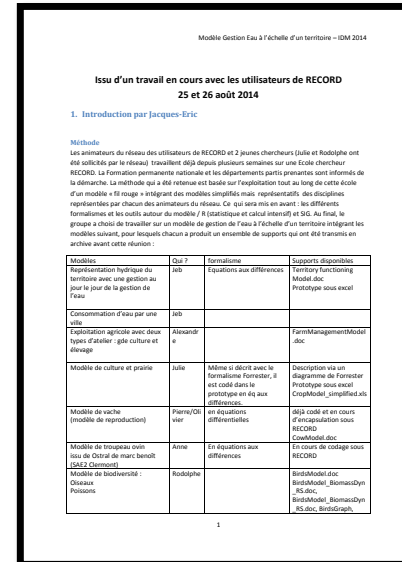 Modèle Gestion Eau à l'échelle d'un territoire – IDM 2014
Issu d'un travail en cours avec les utilisateurs de RECORD
25 et 26 août 2014
1. Introduction par Jacques-Eric
Méthode
Les animateurs du réseau des utilisateurs de RECORD et 2 jeunes chercheurs (Julie et Rodolphe ont
été sollicités par le réseau) travaillent déjà depuis plusieurs semaines sur une Ecole chercheur
RECORD. La Formation permanente nationale et les départements partis prenantes sont informés de
la démarche. La méthode qui a été retenue est basée sur l'exploitation tout au long de cette école
d'un modèle « fil rouge » intégrant des modèles simplifiés mais représentatifs des disciplines
représentées par chacun des animateurs du réseau. Ce qui sera mis en avant : les différents
formalismes et les outils autour du modèle / R (statistique et calcul intensif) et SIG. Au final, le
groupe a choisi de travailler sur un modèle de gestion de l'eau à l'échelle d'un territoire intégrant les
modèles suivant, pour lesquels chacun a produit un ensemble de supports qui ont été transmis en
archive avant cette réunion :
Modèles Qui ? formalisme Supports disponibles
Représentation hydrique du Jeb Equations aux différences Territory functioning
territoire avec une gestion au Model.doc
jour le jour de la gestion de Prototype sous excel
l'eau
Consommation d'eau par une Jeb
ville
Exploitation agricole avec deux Alexandr FarmManagementModel
types d'atelier : gde culture et e .doc
élevage
Modèle de culture et prairie Julie Même si décrit avec le Description via un
formalisme Forrester, il diagramme de Forrester
est codé dans le Prototype sous excel
prototype en éq aux CropModel_simplified.xls
différences.
Modèle de vache Pierre/Oli en équations déjà codé et en cours
(modèle de reproduction) vier différentielles d'encapsulation sous
RECORD
CowModel.doc
Modèle de troupeau ovin Anne En équations aux En cours de codage sous
issu de Ostral de marc benoît différences RECORD
(SAE2 Clermont)
Modèle de biodiversité : Rodolphe BirdsModel.doc
Oiseaux BirdsModel_BiomassDyn
Poissons _RS.doc,
BirdsModel_BiomassDyn
_RS.doc, BirdsGraph,
1